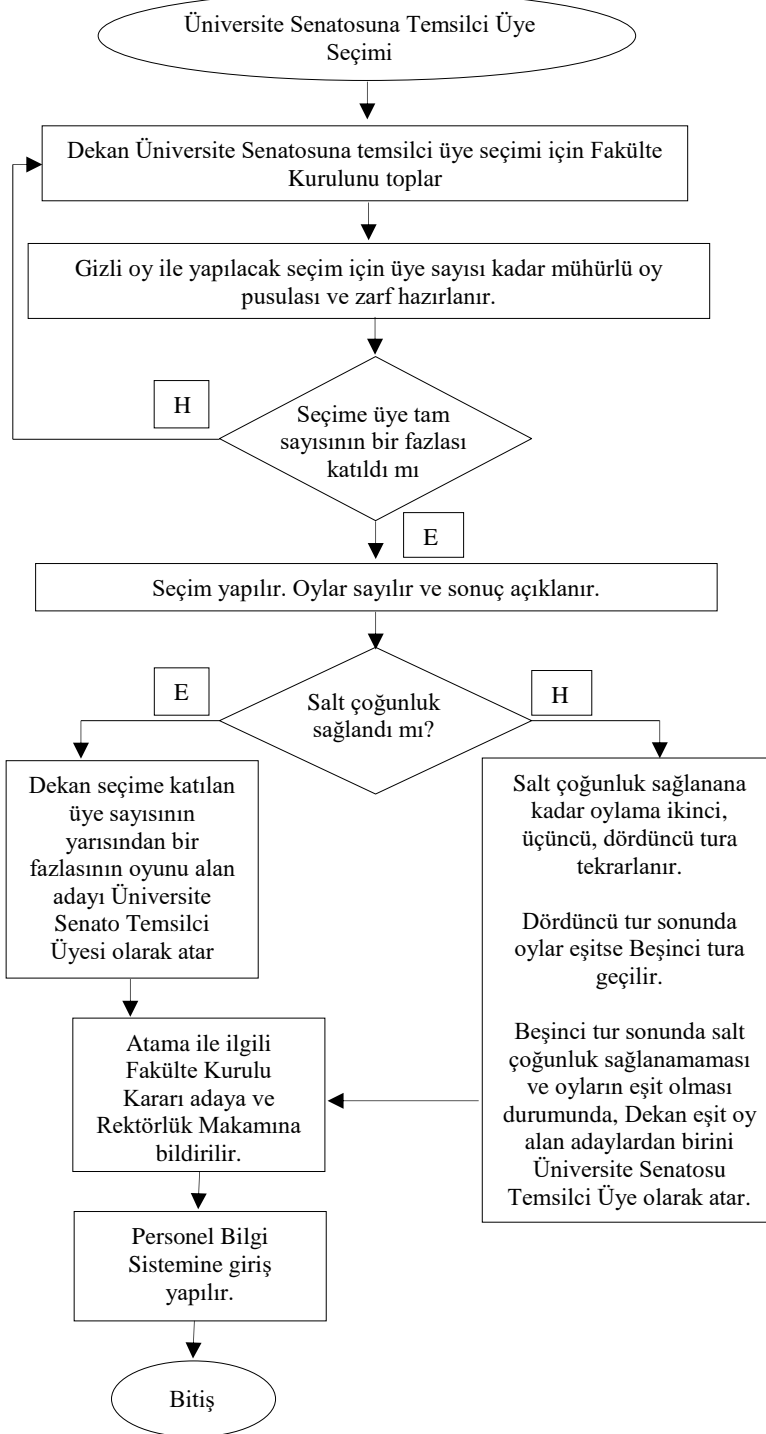 Üniversite Senatosuna Temsilci Üye
Seçimi
Dekan Üniversite Senatosuna temsilci üye seçimi için Fakülte
Kurulunu toplar
Gizli oy ile yapılacak seçim için üye sayısı kadar mühürlü oy
pusulası ve zarf hazırlanır.
H
Seçime üye tam
sayısının bir fazlası
katıldı mı
E
Seçim yapılır. Oylar sayılır ve sonuç açıklanır.
E
Salt çoğunluk
sağlandı mı?
H
Dekan seçime katılan
üye sayısının
yarısından bir
fazlasının oyunu alan
adayı Üniversite
Senato Temsilci
Üyesi olarak atar
Salt çoğunluk sağlanana
kadar oylama ikinci,
üçüncü, dördüncü tura
tekrarlanır.
Dördüncü tur sonunda
oylar eşitse Beşinci tura
geçilir.
Beşinci tur sonunda salt
çoğunluk sağlanamaması
ve oyların eşit olması
durumunda, Dekan eşit oy
alan adaylardan birini
Üniversite Senatosu
Temsilci Üye olarak atar.
Atama ile ilgili
Fakülte Kurulu
Kararı adaya ve
Rektörlük Makamına
bildirilir.
Personel Bilgi
Sistemine giriş
yapılır.
Bitiş